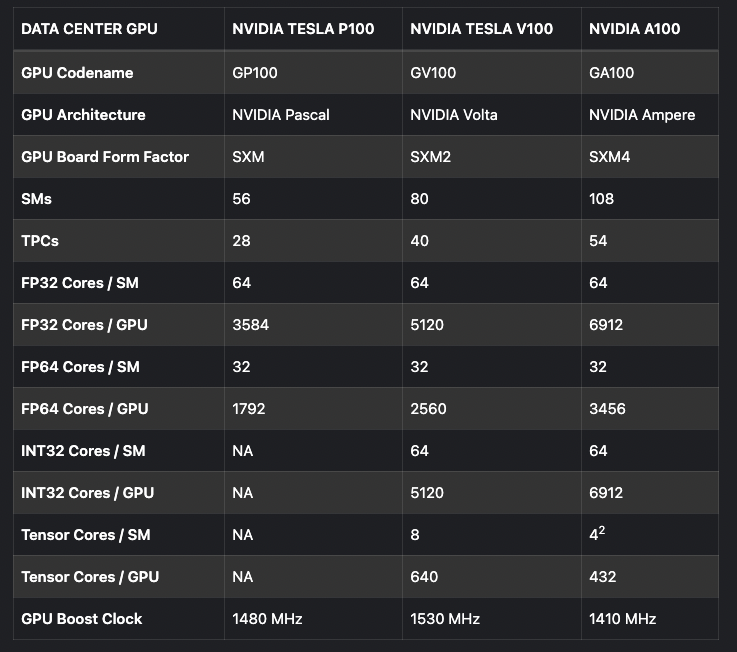 DATA CENTER GPU NVIDIA TESLA P100 NVIDIA TESLA V100 NVIDIA A100
GPU Codename GP100 GV100 GA100
GPU Architecture NVIDIA Pascal NVIDIA Volta NVIDIA Ampere
GPU Board Form Factor SXM SXM2 SXM4
SMs 56 80 108
TPCs 28 40 54
FP32 Cores / SM 64 64 64
FP32 Cores / GPU 3584 5120 6912
FP64 Cores / SM 32 32 32
FP64 Cores / GPU 1792 2560 3456
INT32 Cores / SM NA 64 64
INT32 Cores / GPU NA 5120 6912
Tensor Cores / SM NA 8 4²
Tensor Cores / GPU NA 640 432
GPU Boost Clock 1480 MHz 1530 MHz 1410 MHz